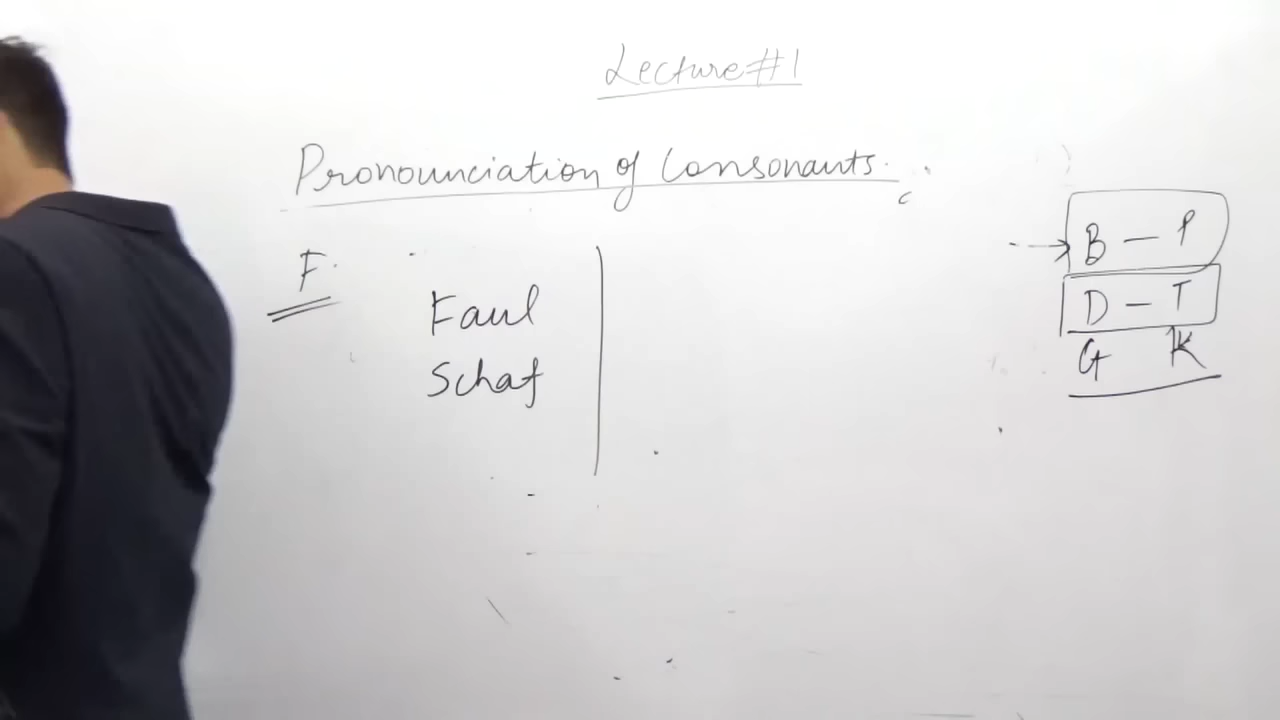 Lecture #1
Pronounciation of Consonants.
F.
Faul
Schaf
B — P
D — T
G K